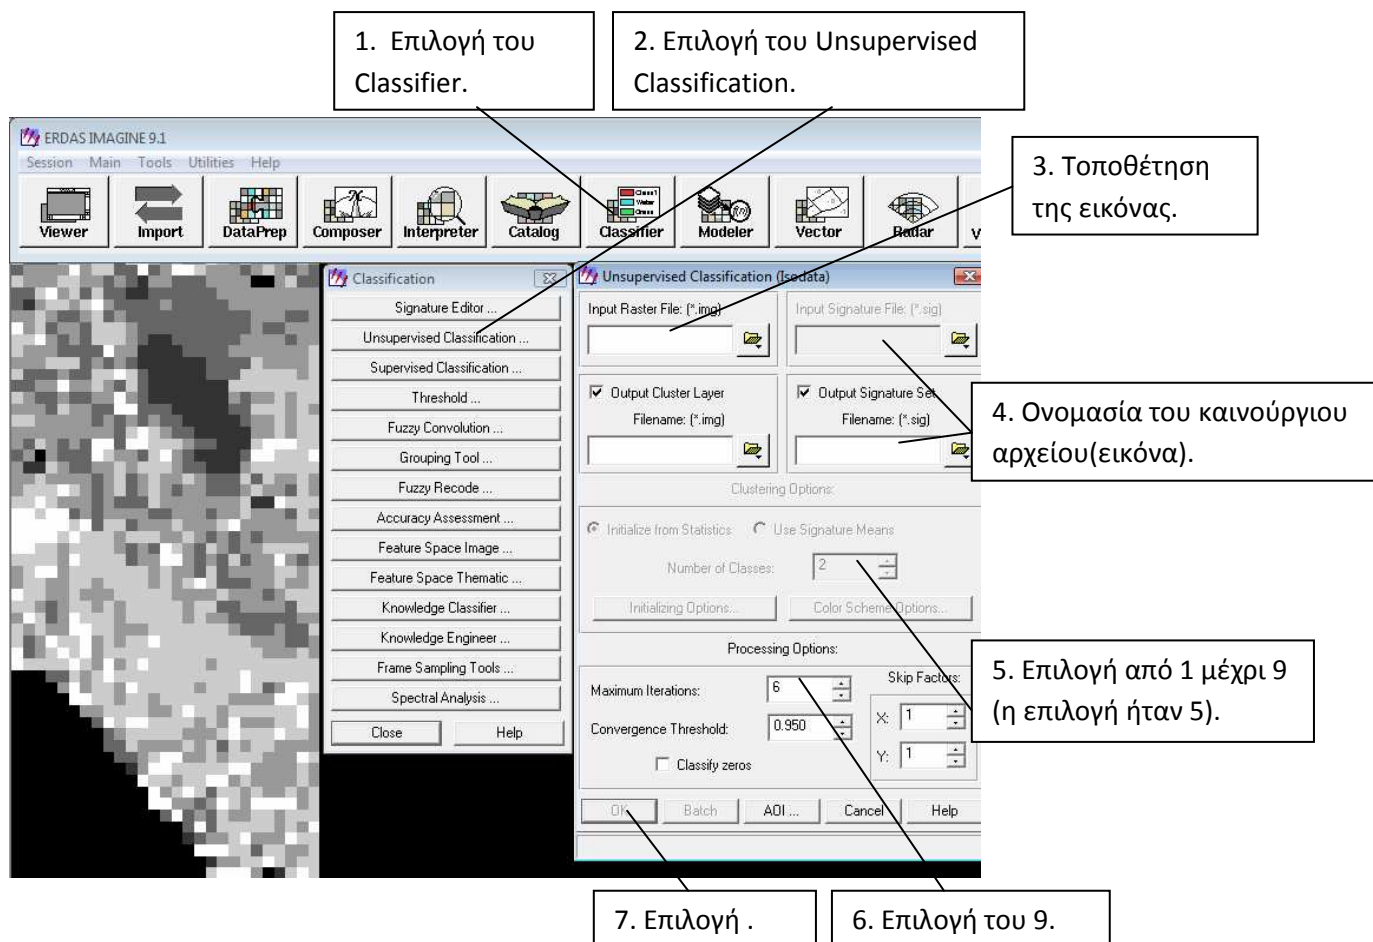 1. Επιλογή του
Classifier.
2. Επιλογή του Unsupervised
Classification.
ERDAS IMAGINE 9.1
Session Main Tools Utilities Help
3. Τοποθέτηση
της εικόνας.
Viewer Import DataPrep Composer Interpreter Catalog Classifier Modeler Vector Radar V
Class1
Water
Grass
Classification
Signature Editor ...
Unsupervised Classification ...
Supervised Classification ...
Threshold ...
Fuzzy Convolution ...
Grouping Tool ...
Fuzzy Recode ...
Accuracy Assessment ...
Feature Space Image ...
Feature Space Thematic ...
Knowledge Classifier ...
Knowledge Engineer ...
Frame Sampling Tools ...
Spectral Analysis ...
Close Help
Unsupervised Classification (Isodata)
Input Raster File: (*.img) Input Signature File: (*.sig)
Output Cluster Layer Output Signature Set
Filename: (*.img) Filename: (*.sig)
4. Ονομασία του καινούργιου
αρχείου(εικόνα).
Clustering Options:
Initialize from Statistics Use Signature Means
Number of Classes: 2
Initializing Options... Color Scheme Options...
Processing Options:
Maximum Iterations: 6 Skip Factors:
Convergence Threshold: 0.950 X: 1
Classify zeros Y: 1
5. Επιλογή από 1 μέχρι 9
(η επιλογή ήταν 5).
OK Batch AOI ... Cancel Help
7. Επιλογή .
6. Επιλογή του 9.